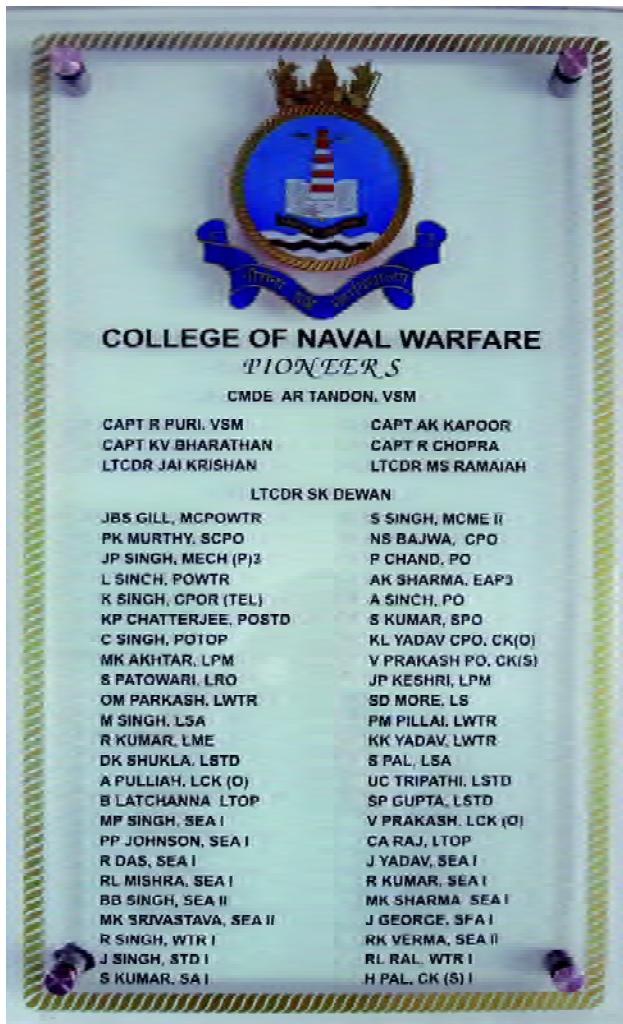 COLLEGE OF NAVAL WARFARE
PIONEERS
CMDE AR TANDON, VSM
CAPT R PURI, VSM CAPT AK KAPOOR
CAPT KV BHARATHAN CAPT R CHOPRA
LTCDR JAI KRISHAN LTCDR MS RAMAIAH
LTCDR SK DEWAN
JBS GILL, MCPOWTR S SINGH, MCME II
PK MURTHY, SCPO NS BAJWA, CPO
JP SINGH, MECH (P)3 P CHAND, PO
L SINGH, POWTR AK SHARMA, EAP3
K SINGH, CPOR (TEL) A SINGH, PO
KP CHATTERJEE, POSTD S KUMAR, SPO
C SINGH, POTOP KL YADAV CPO, CK(O)
MK AKHTAR, LPM V PRAKASH PO, CK(S)
S PATOWARI, LRO JP KESHRI, LPM
OM PARKASH, LWTR SD MORE, LS
M SINGH, LSA PM PILLAI, LWTR
R KUMAR, LME KK YADAV, LWTR
DK SHUKLA, LSTD S PAL, LSA
A PULLIAH, LCK (O) UC TRIPATHI, LSTD
B LATCHANNA LTOP SP GUPTA, LSTD
MP SINGH, SEA I V PRAKASH, LCK (O)
PP JOHNSON, SEA I CA RAJ, LTOP
R DAS, SEA I J YADAV, SEA I
RL MISHRA, SEA I R KUMAR, SEA I
BB SINGH, SEA II MK SHARMA SEA I
MK SRIVASTAVA, SEA II J GEORGE, SEA I
R SINGH, WTR I RK VERMA, SEA II
J SINGH, STD I RL RAL, WTR I
S KUMAR, SA I H PAL, CK (S) I